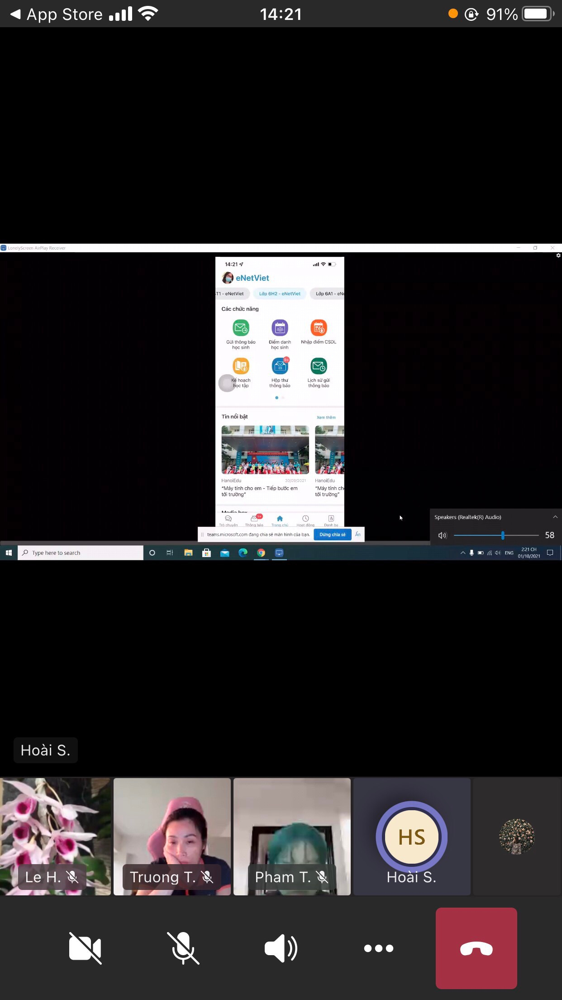 App Store
14:21
91%
LonelyScreen AirPlay Receiver
14:21
eNetViet
T1 - eNetViet
Lớp 6H2 - eNetViet
Lớp 6A1 - eNe
Các chức năng
Gửi thông báo
học sinh
Điểm danh
học sinh
Nhập điểm CSDL
Kế hoạch
học tập
9+
Hộp thư
thông báo
Lịch sử gửi
thông báo
Tin nổi bật
Xem thêm
HanoiEdu
30/09/2021
HanoiEdu
"Máy tính cho em - Tiếp bước em
tới trường"
"Máy tính ch
tới trường"
Media box
9+
Trò chuyện
Thông báo
Trang chủ
Hoạt động
Danh bạ
Speakers (Realtek(R) Audio)
58
teams.microsoft.com đang chia sẻ màn hình của bạn.
Dừng chia sẻ
Ẩn
Type here to search
ENG
2:21 CH
01/10/2021
Hoài S.
Le H.
Truong T.
Pham T.
HS
Hoài S.